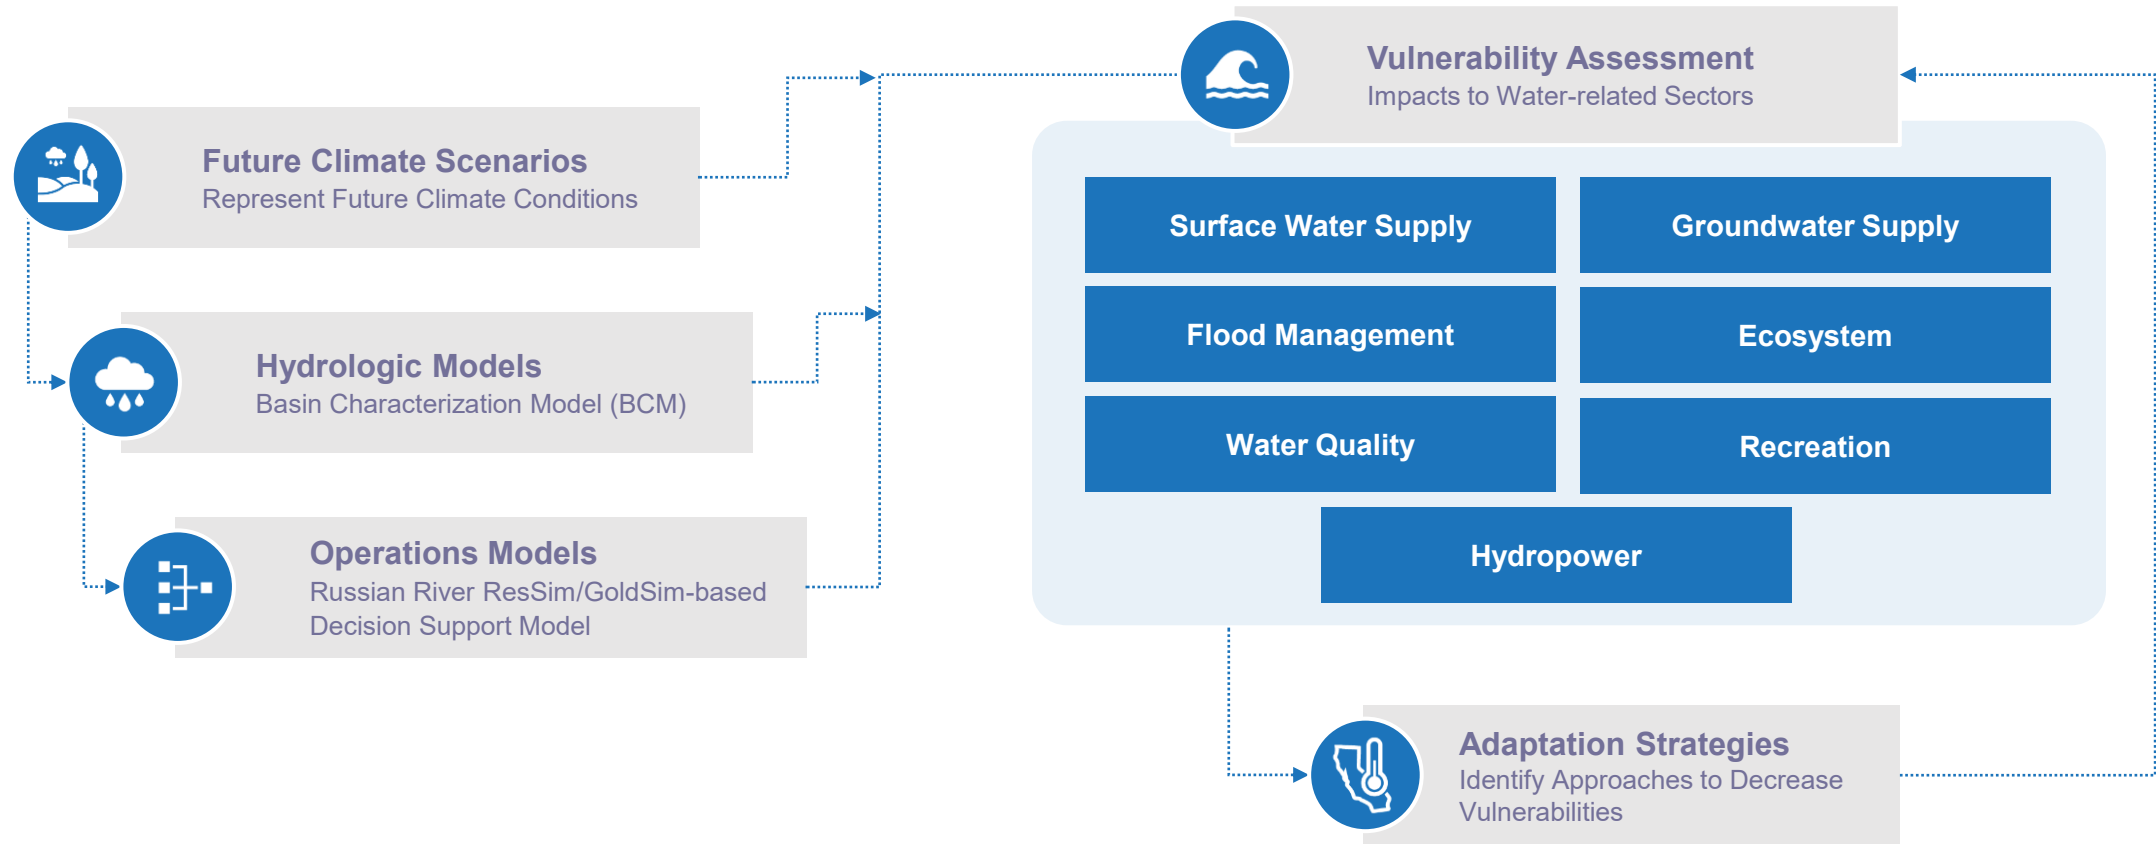 Future Climate Scenarios
Represent Future Climate Conditions
Hydrologic Models
Basin Characterization Model (BCM)
Operations Models
Russian River ResSim/GoldSim-based
Decision Support Model
Vulnerability Assessment
Impacts to Water-related Sectors
Surface Water Supply
Groundwater Supply
Flood Management
Ecosystem
Water Quality
Recreation
Hydropower
Adaptation Strategies
Identify Approaches to Decrease
Vulnerabilities